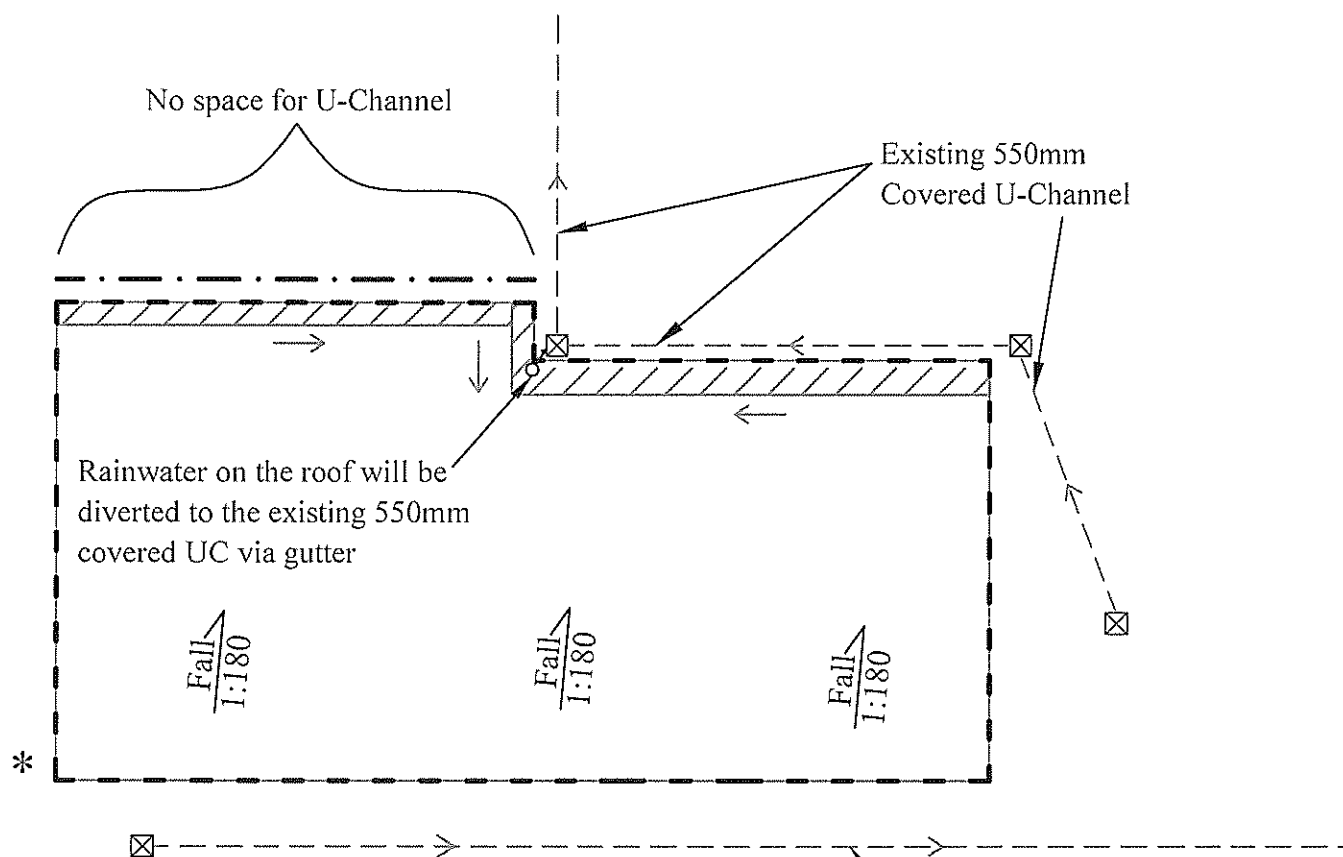 No space for U-Channel
Existing 550mm
Covered U-Channel
Rainwater on the roof will be
diverted to the existing 550mm
covered UC via gutter
Fall
1:180
Fall
1:180
Fall
1:180
*